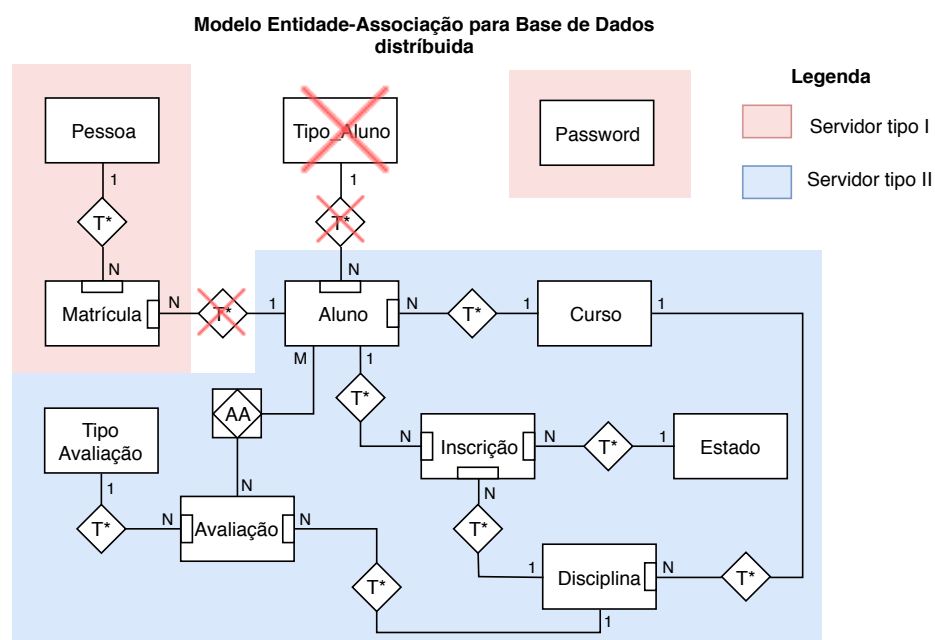 Modelo Entidade-Associação para Base de Dados
distríbuida
Legenda
Pessoa
Tipo_Aluno
Password
Servidor tipo I
Servidor tipo II
1
1
T*
T*
N
N
Matrícula
N
T*
1
Aluno
N
T*
1
Curso
1
M
1
T*
AA
Tipo
Avaliação
N
Inscrição
N
T*
1
Estado
1
N
N
T*
N
Avaliação
N
T*
1
Disciplina
N
T*
T*
1